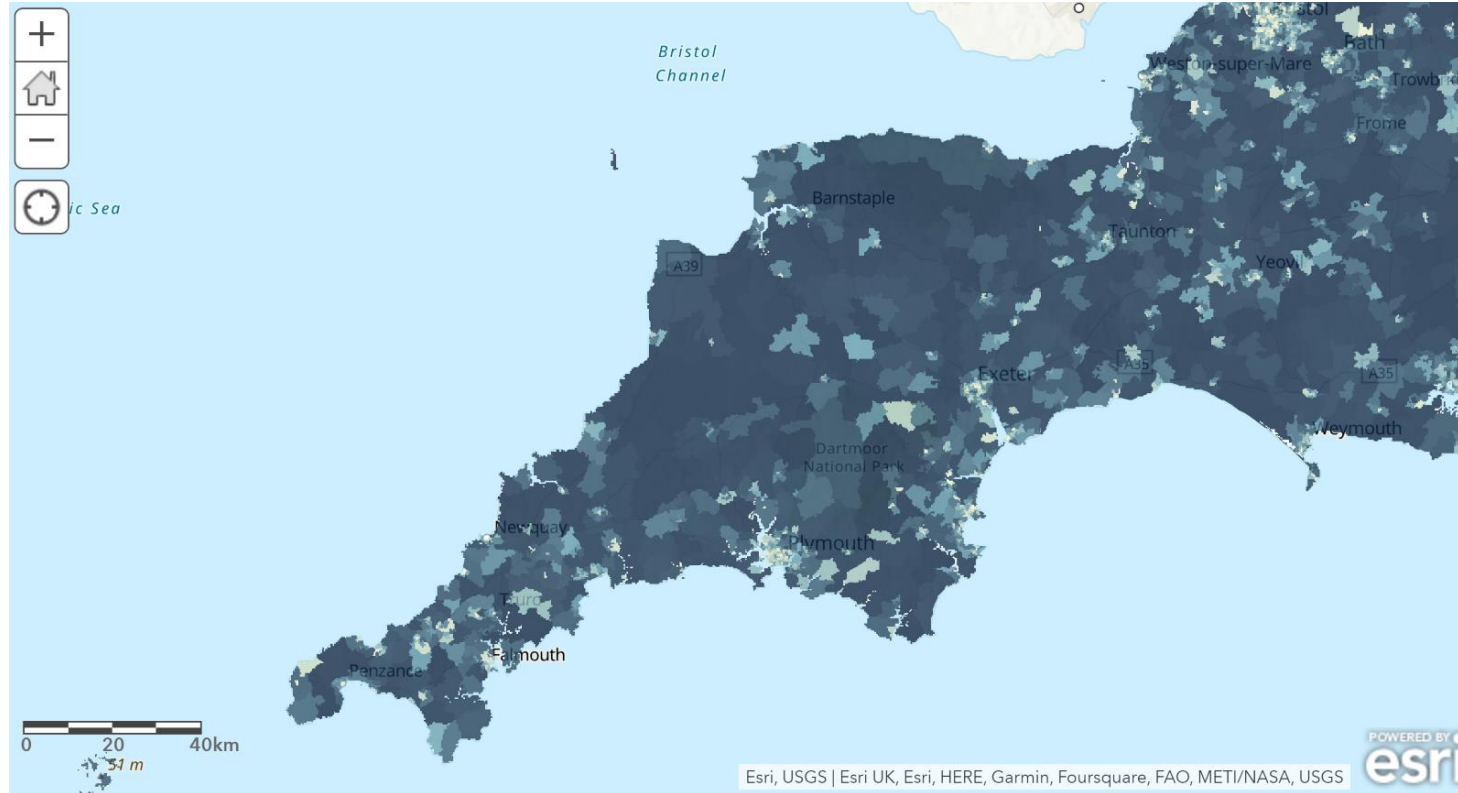 +
Bristol
Channel
Bath
Weston-super-Mare
Frome
−
ic Sea
Barnstaple
Taunton
A39
Yeovil
Exeter
A35
A35
Weymouth
Dartmoor
National Park
Newquay
Plymouth
Truro
Falmouth
Penzance
0 20 40km
51 m
Esri, USGS | Esri UK, Esri, HERE, Garmin, Foursquare, FAO, METI/NASA, USGS
POWERED BY
esri